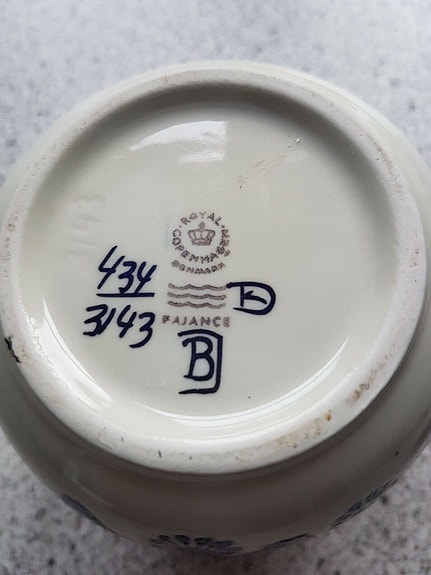 ROYAL
COPENHAGEN
DENMARK
434
3143
FAJANCE
B